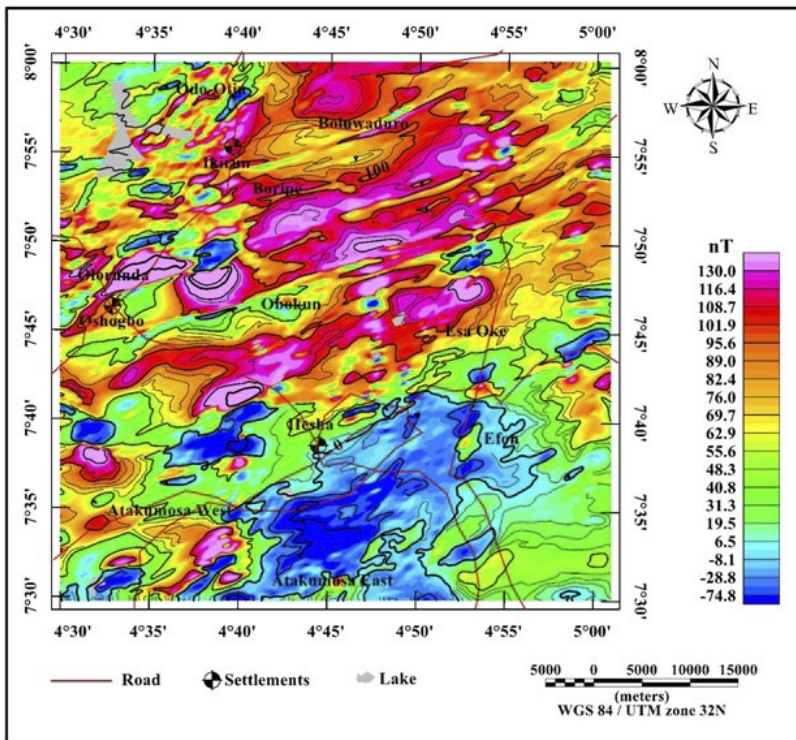 4°30' 4°35' 4°40' 4°45' 4°50' 4°55' 5°00'
8°00' 8°00'
Odo-Otin
N
W E
S
Boluwaduro
7°55' 7°55'
Ikirun
100
Boripe
7°50' 7°50'
nT
130.0
116.4
108.7
101.9
95.6
89.0
82.4
76.0
69.7
62.9
55.6
48.3
40.8
31.3
19.5
6.5
-8.1
-28.8
-74.8
Olorunda
Obokun
Oshogbo
7°45' 7°45'
Esa Oke
7°40' 7°40'
Ilesha
0
Efon
7°35' 7°35'
Atakumosa West
Atakumosa East
7°30' 7°30'
4°30' 4°35' 4°40' 4°45' 4°50' 4°55' 5°00'
Road Settlements Lake
5000 0 5000 10000 15000
(meters)
WGS 84 / UTM zone 32N